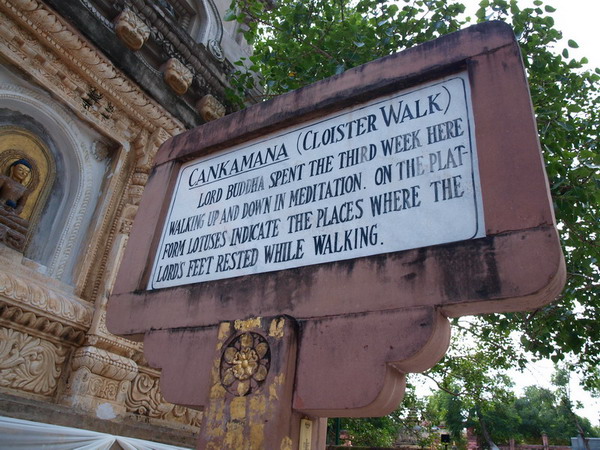 CANKAMANA (CLOISTER WALK)
LORD BUDDHA SPENT THE THIRD WEEK HERE
WALKING UP AND DOWN IN MEDITATION. ON THE PLAT-
FORM LOTUSES INDICATE THE PLACES WHERE THE
LORDS FEET RESTED WHILE WALKING.